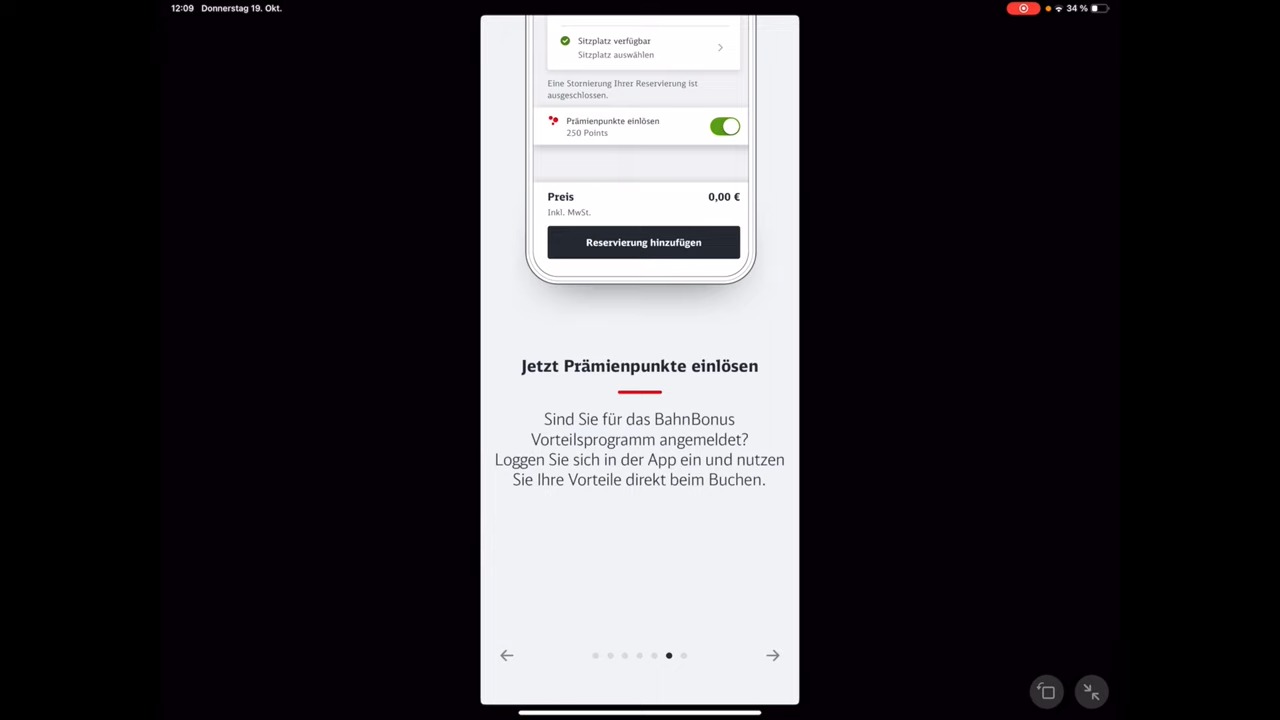 12:09 Donnerstag 19. Okt.
34 %
Sitzplatz verfügbar
Sitzplatz auswählen
Eine Stornierung Ihrer Reservierung ist
ausgeschlossen.
Prämienpunkte einlösen
250 Points
Preis 0,00 €
Inkl. MwSt.
Reservierung hinzufügen
Jetzt Prämienpunkte einlösen
Sind Sie für das BahnBonus
Vorteilsprogramm angemeldet?
Loggen Sie sich in der App ein und nutzen
Sie Ihre Vorteile direkt beim Buchen.